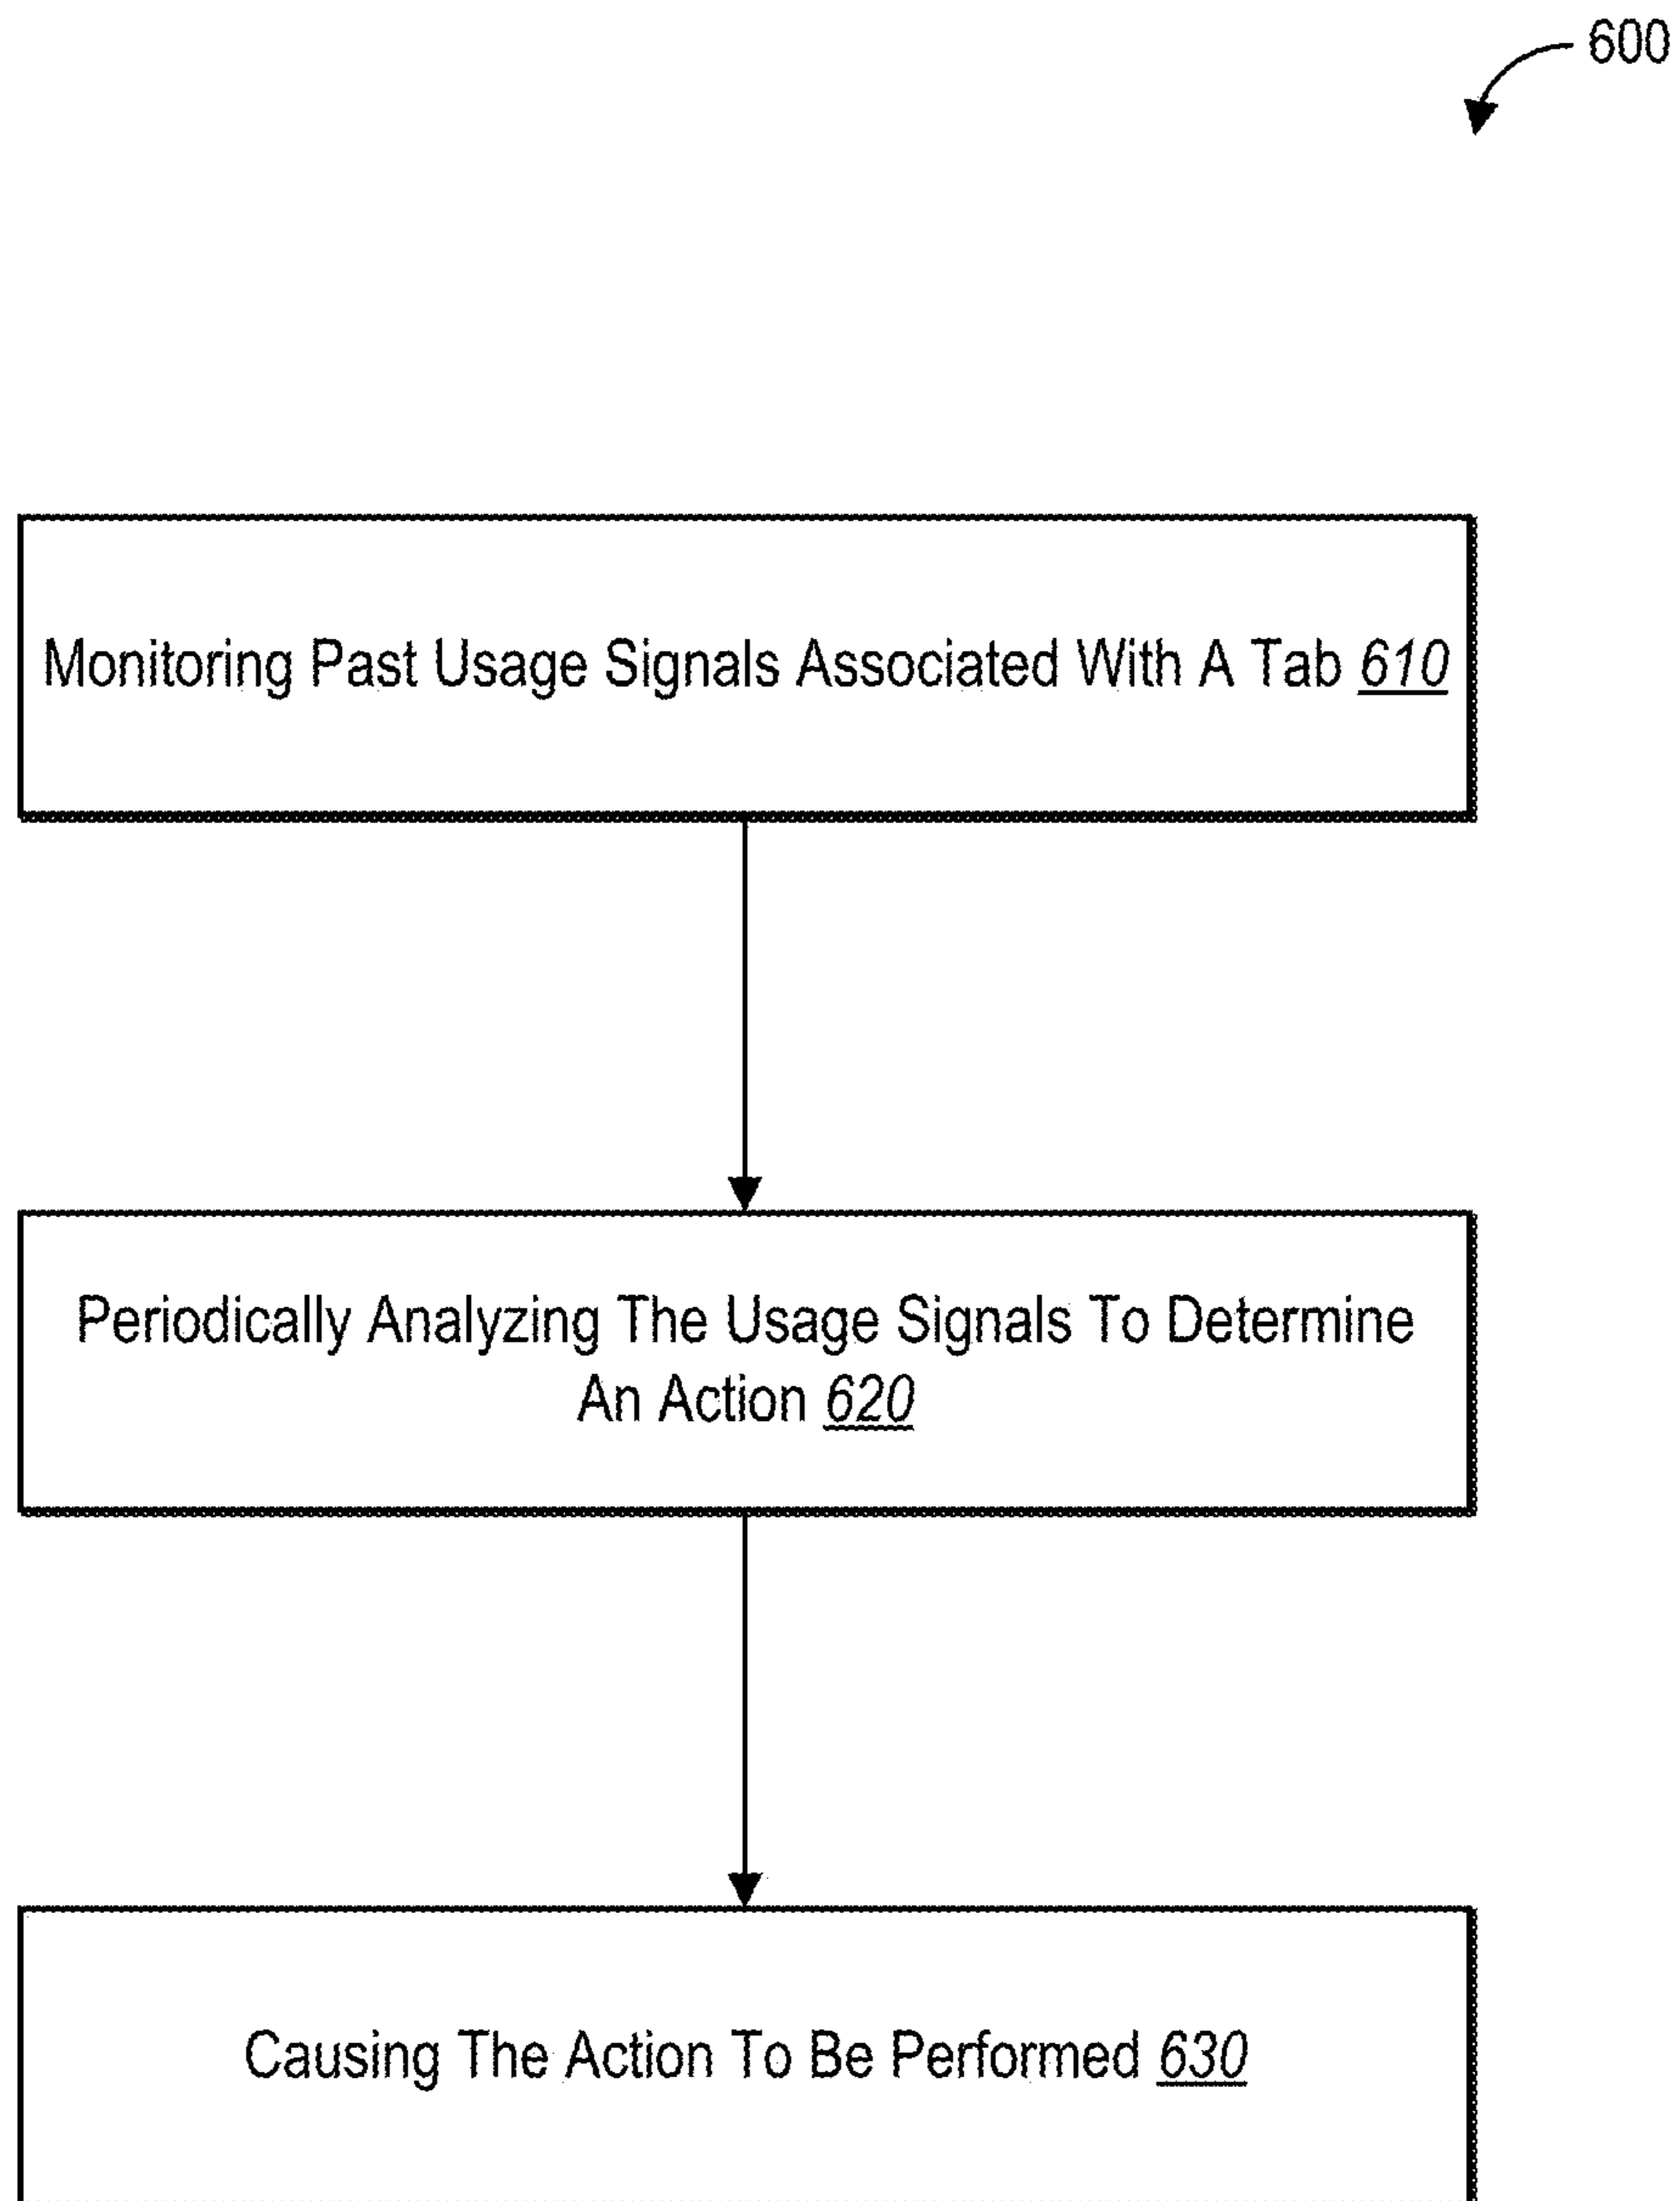 600
Monitoring Past Usage Signals Associated With A Tab 610
Periodically Analyzing The Usage Signals To Determine
An Action 620
Causing The Action To Be Performed 630